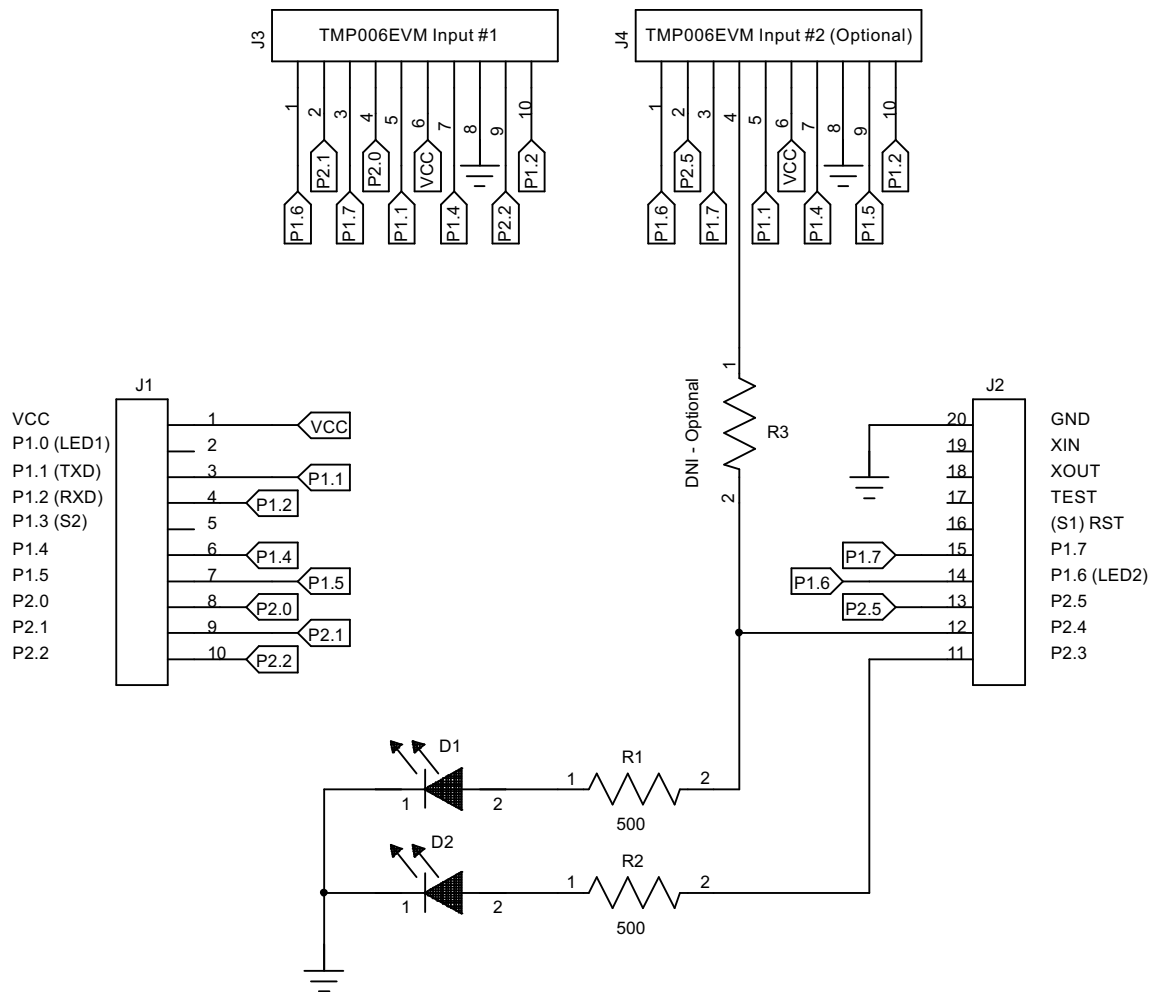 J3
TMP006EVM Input #1
1
2
3
4
5
6
7
8
9
10
P1.6
P2.1
P1.7
P2.0
P1.1
VCC
P1.4
P2.2
P1.2
J4
TMP006EVM Input #2 (Optional)
1
2
3
4
5
6
7
8
9
10
P1.6
P2.5
P1.7
P1.1
VCC
P1.4
P1.5
P1.2
1
DNI - Optional
R3
2
J1
VCC
1
VCC
P1.0 (LED1)
2
P1.1 (TXD)
3
P1.1
P1.2 (RXD)
4
P1.2
P1.3 (S2)
5
P1.4
6
P1.4
P1.5
7
P1.5
P2.0
8
P2.0
P2.1
9
P2.1
P2.2
10
P2.2
J2
20
GND
19
XIN
18
XOUT
17
TEST
16
(S1) RST
P1.7
15
P1.7
P1.6
14
P1.6 (LED2)
P2.5
13
P2.5
12
P2.4
11
P2.3
D1
1
2
1
R1
2
500
D2
1
2
1
R2
2
500